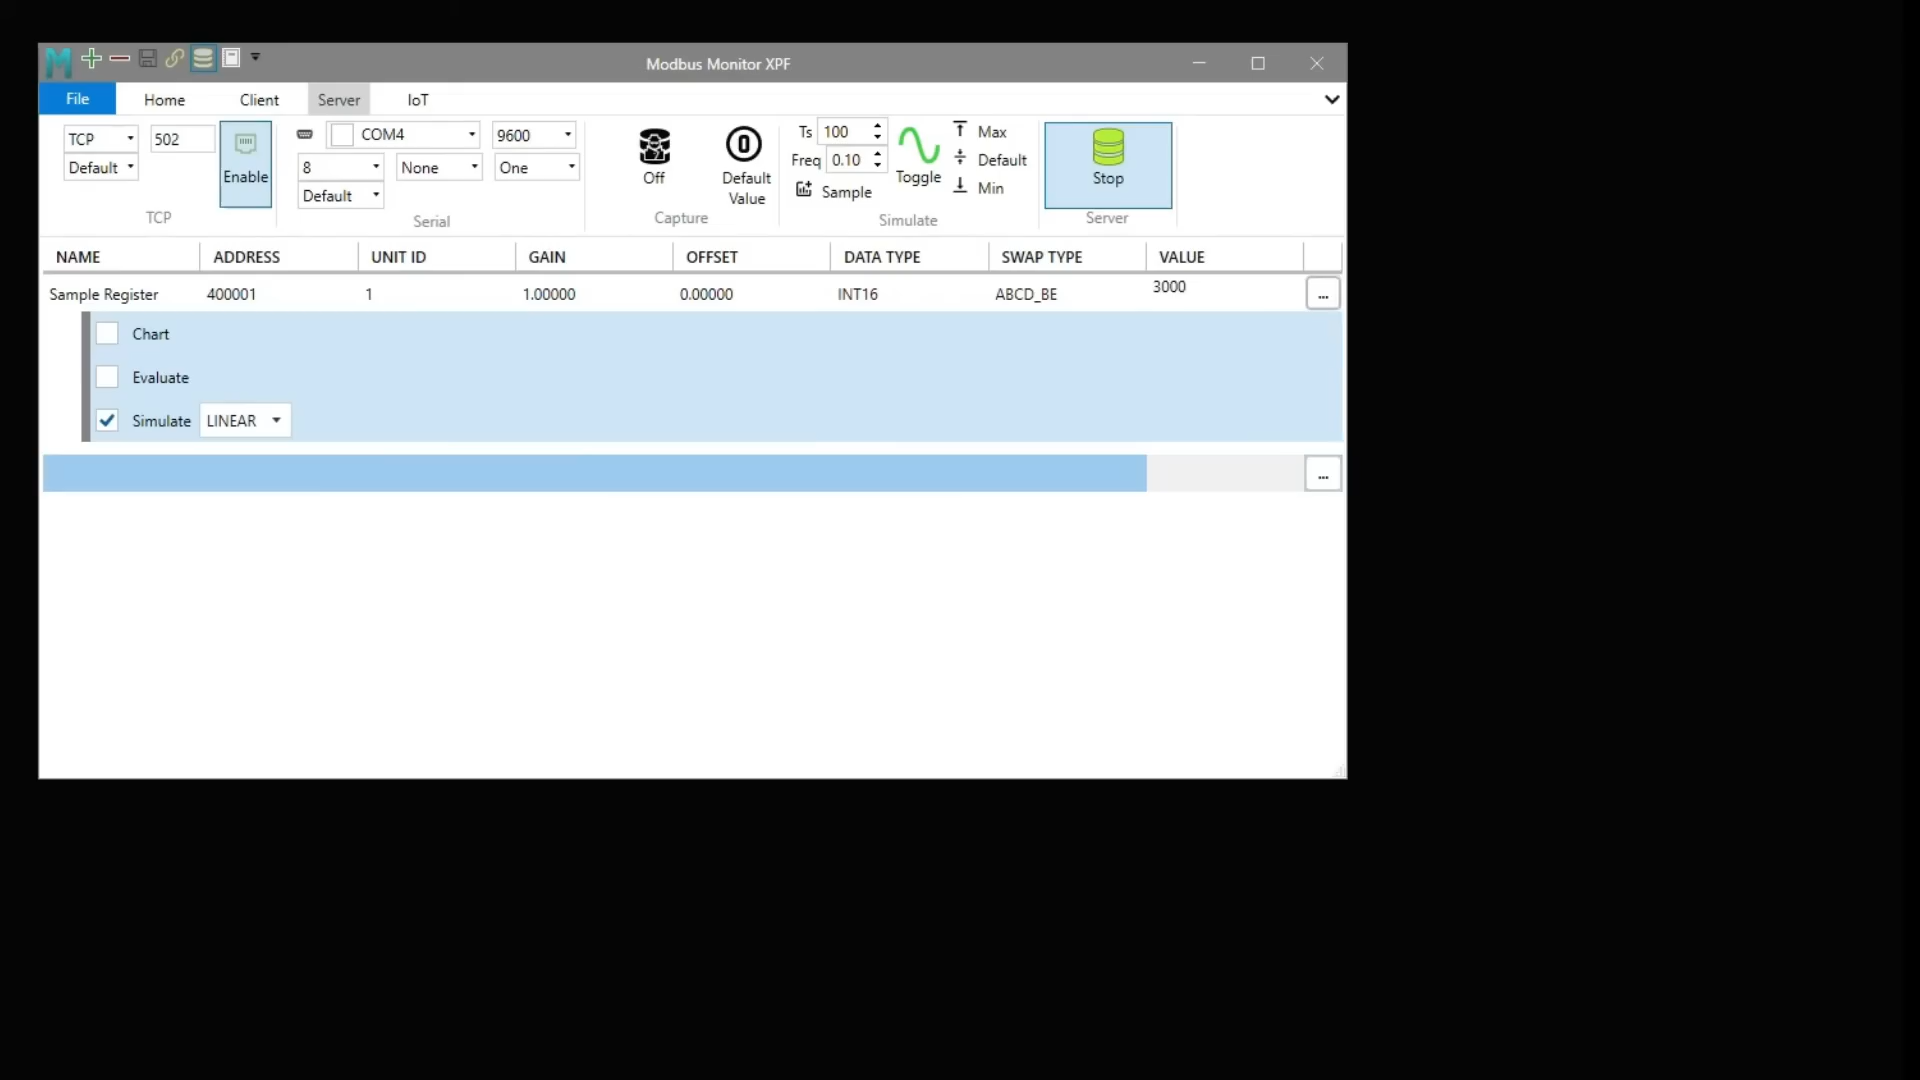 Modbus Monitor XPF
File Home Client Server IoT
TCP 502 Enable COM4 9600 Off Default Value Ts 100 Toggle Max Stop
Default 8 None One Freq 0.10 Default
Default Sample Min
TCP Serial Capture Simulate Server
NAME ADDRESS UNIT ID GAIN OFFSET DATA TYPE SWAP TYPE VALUE
Sample Register 400001 1 1.00000 0.00000 INT16 ABCD_BE 3000 ...
Chart
Evaluate
Simulate LINEAR
...